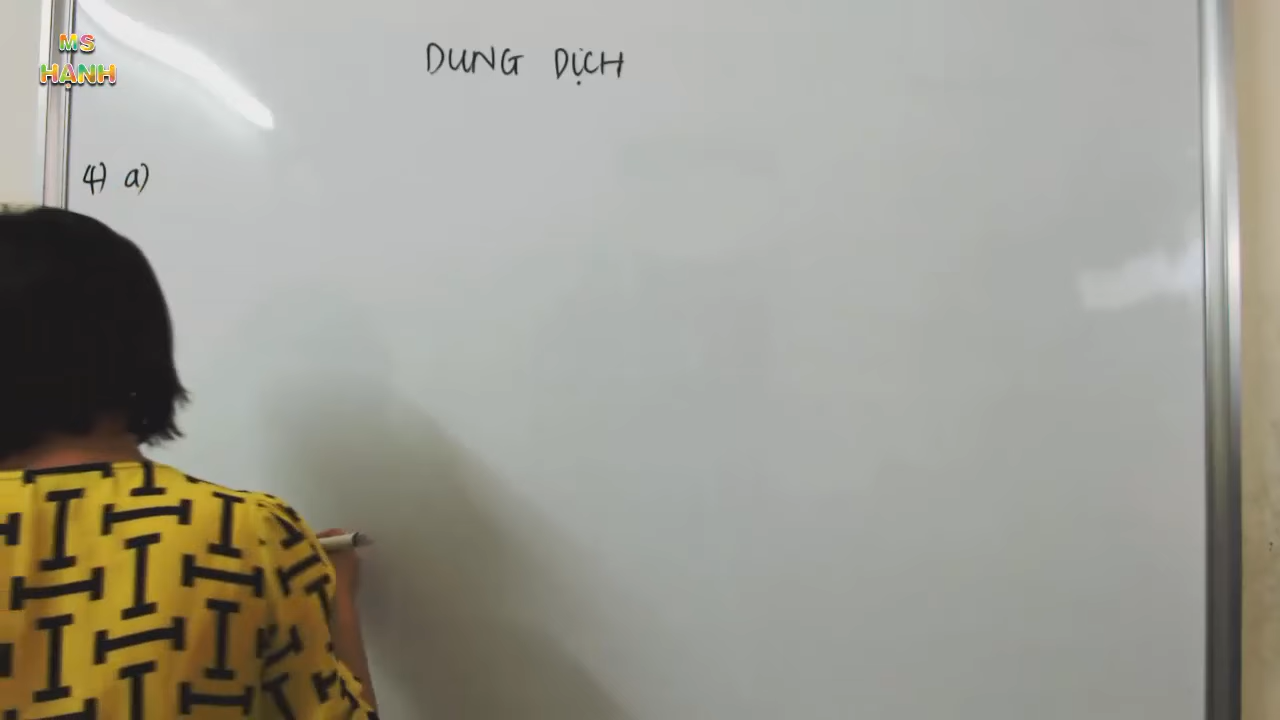 MS
HẠNH
DUNG DỊCH
4) a)